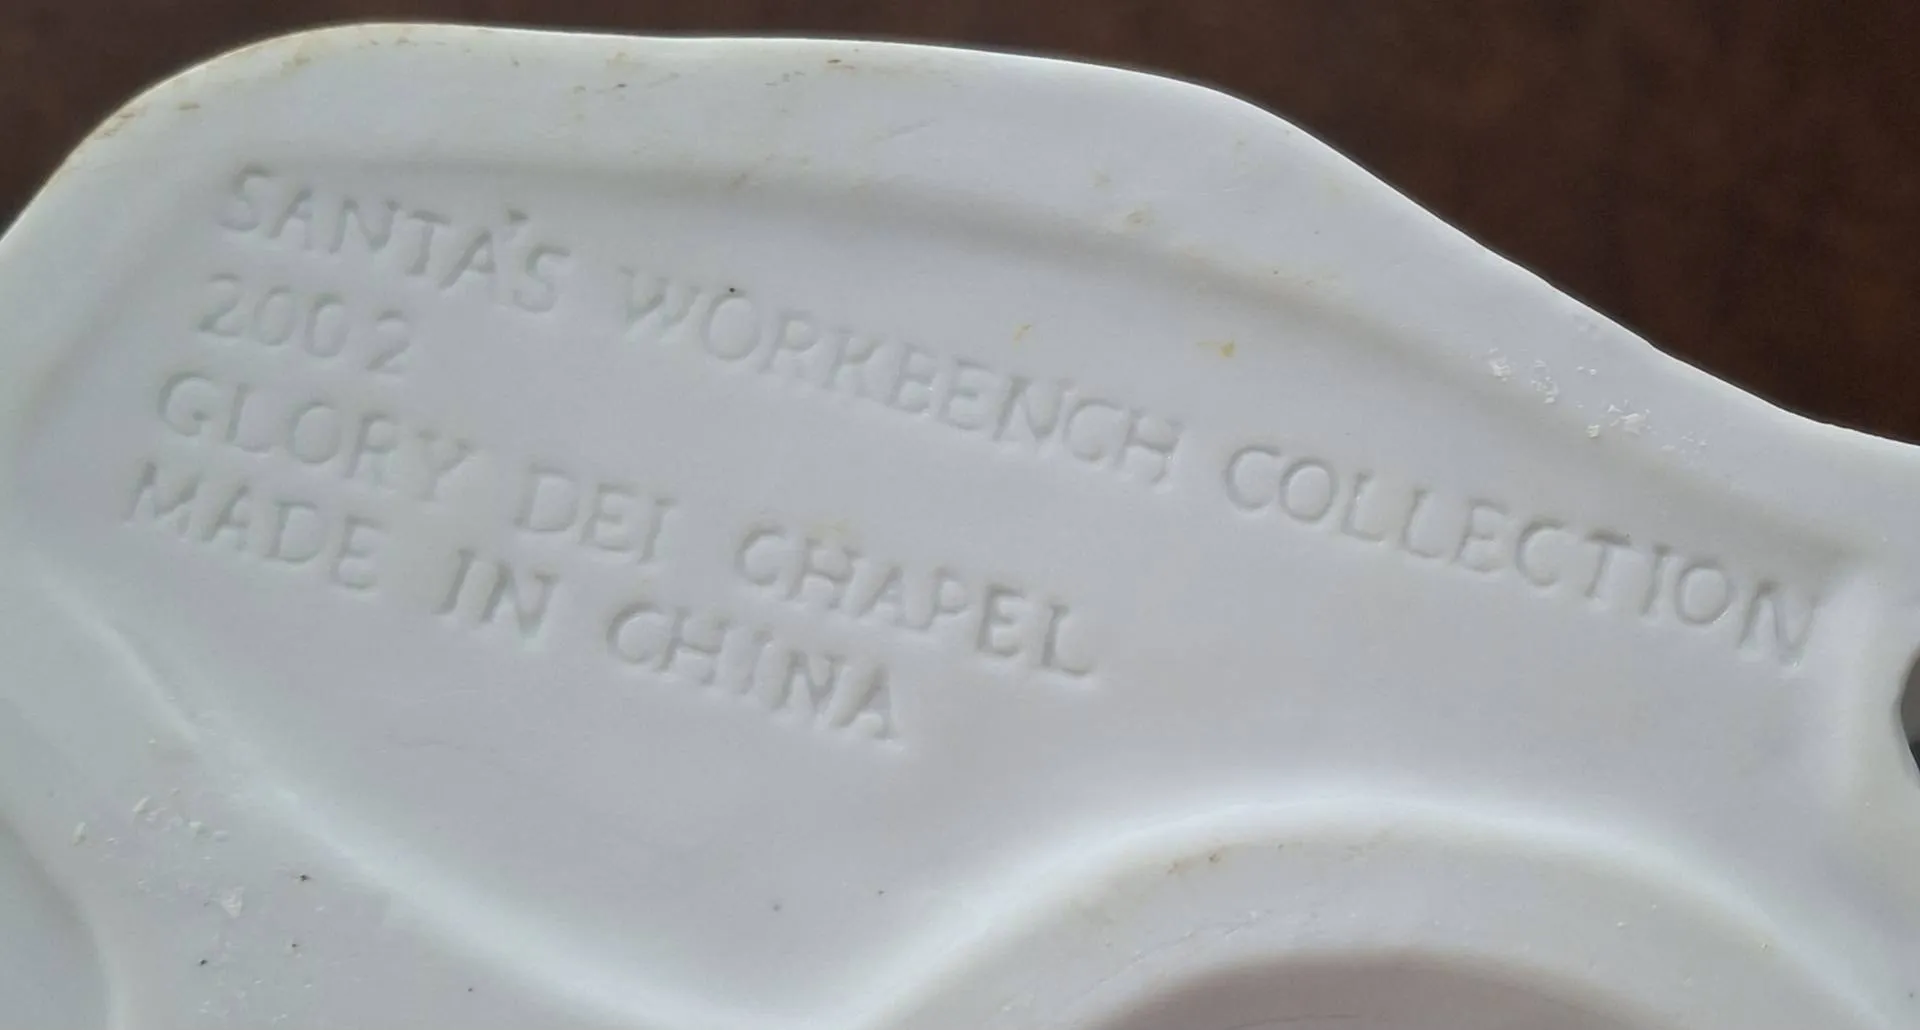 SANTA'S WORKBENCH COLLECTION
2002
GLORY DEI CHAPEL
MADE IN CHINA